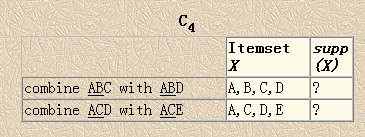 C4
Itemset X supp (X)
combine ABC with ABD A,B,C,D ?
combine ACD with ACE A,C,D,E ?